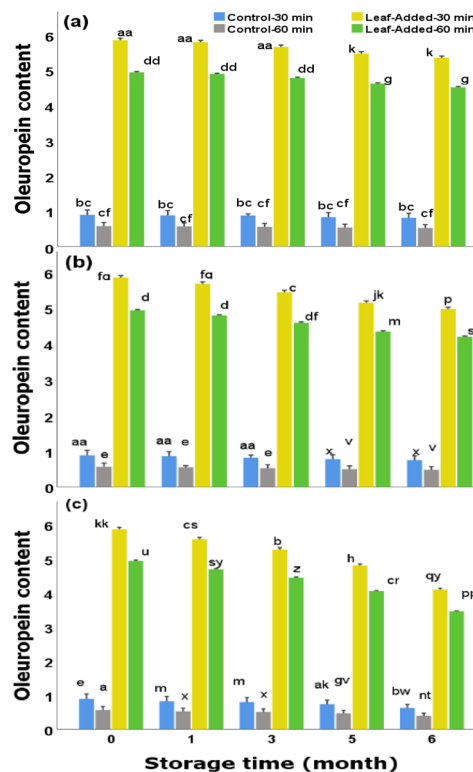 (a)
Control-30 min Leaf-Added-30 min
Control-60 min Leaf-Added-60 min
Oleuropein content
6
5
4
3
2
1
0
aa dd aa dd aa dd k g k g
bc cf bc cf bc cf bc cf bc cf
(b)
Oleuropein content
6
5
4
3
2
1
0
fg d fg d c df jk m p s
aa e aa e aa e x v x v
(c)
Oleuropein content
6
5
4
3
2
1
0
kk u cs sy b z h cr qy pp
e a m x m x ak gv bw nt
0 1 3 5 6
Storage time (month)